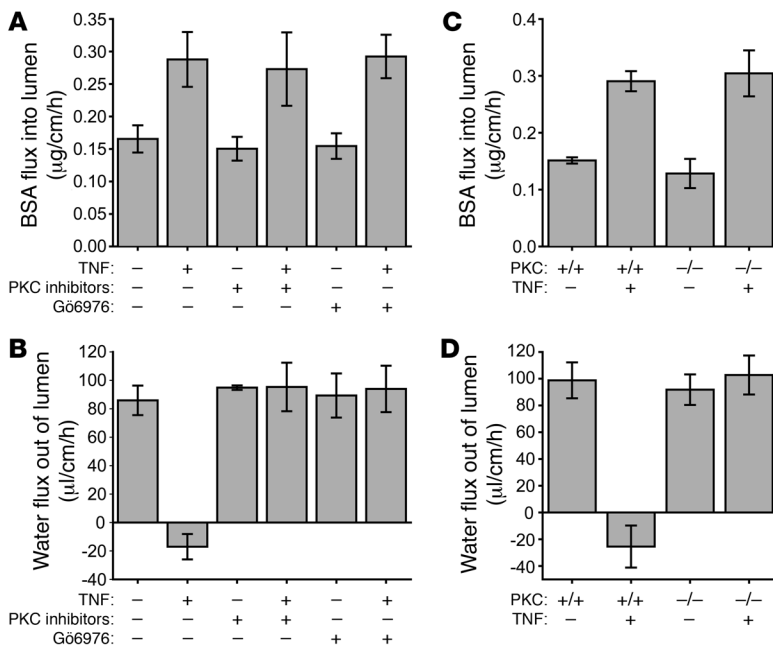 A
BSA flux into lumen
(μg/cm/h)
0.35
0.30
0.25
0.20
0.15
0.10
0.05
0.00
TNF: – + – + – +
PKC inhibitors: – – + + – –
Gö6976: – – – – + +
B
Water flux out of lumen
(μl/cm/h)
120
100
80
60
40
20
0
-20
-40
TNF: – + – + – +
PKC inhibitors: – – + + – –
Gö6976: – – – – + +
C
BSA flux into lumen
(μg/cm/h)
0.4
0.3
0.2
0.1
0.0
PKC: +/+ +/+ –/– –/–
TNF: – + – +
D
Water flux out of lumen
(μl/cm/h)
120
100
80
60
40
20
0
-20
-40
PKC: +/+ +/+ –/– –/–
TNF: – + – +